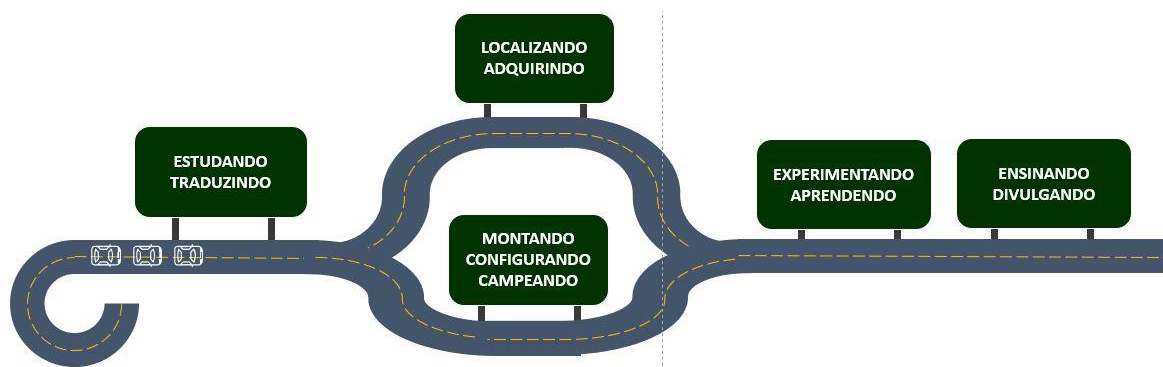 ESTUDANDO
TRADUZINDO
LOCALIZANDO
ADQUIRINDO
MONTANDO
CONFIGURANDO
CAMPEANDO
EXPERIMENTANDO
APRENDENDO
ENSINANDO
DIVULGANDO